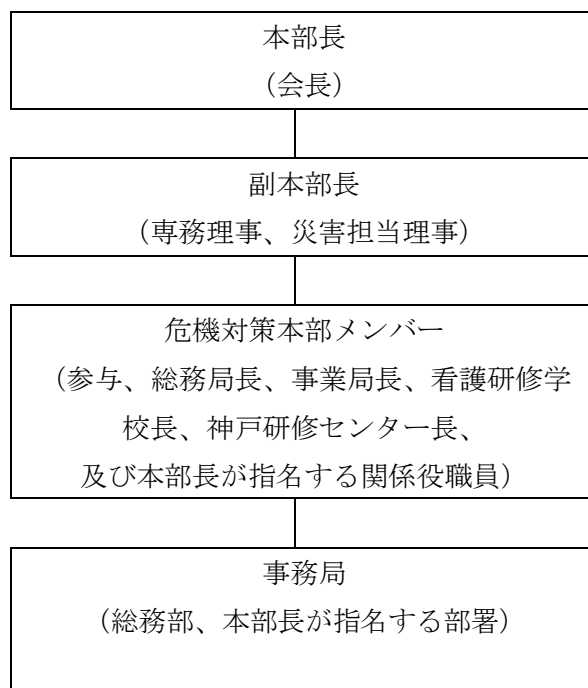 本部長
(会長)
副本部長
(専務理事、災害担当理事)
危機対策本部メンバー
(参与、総務局長、事業局長、看護研修学
校長、神戸研修センター長、
及び本部長が指名する関係役職員)
事務局
(総務部、本部長が指名する部署)